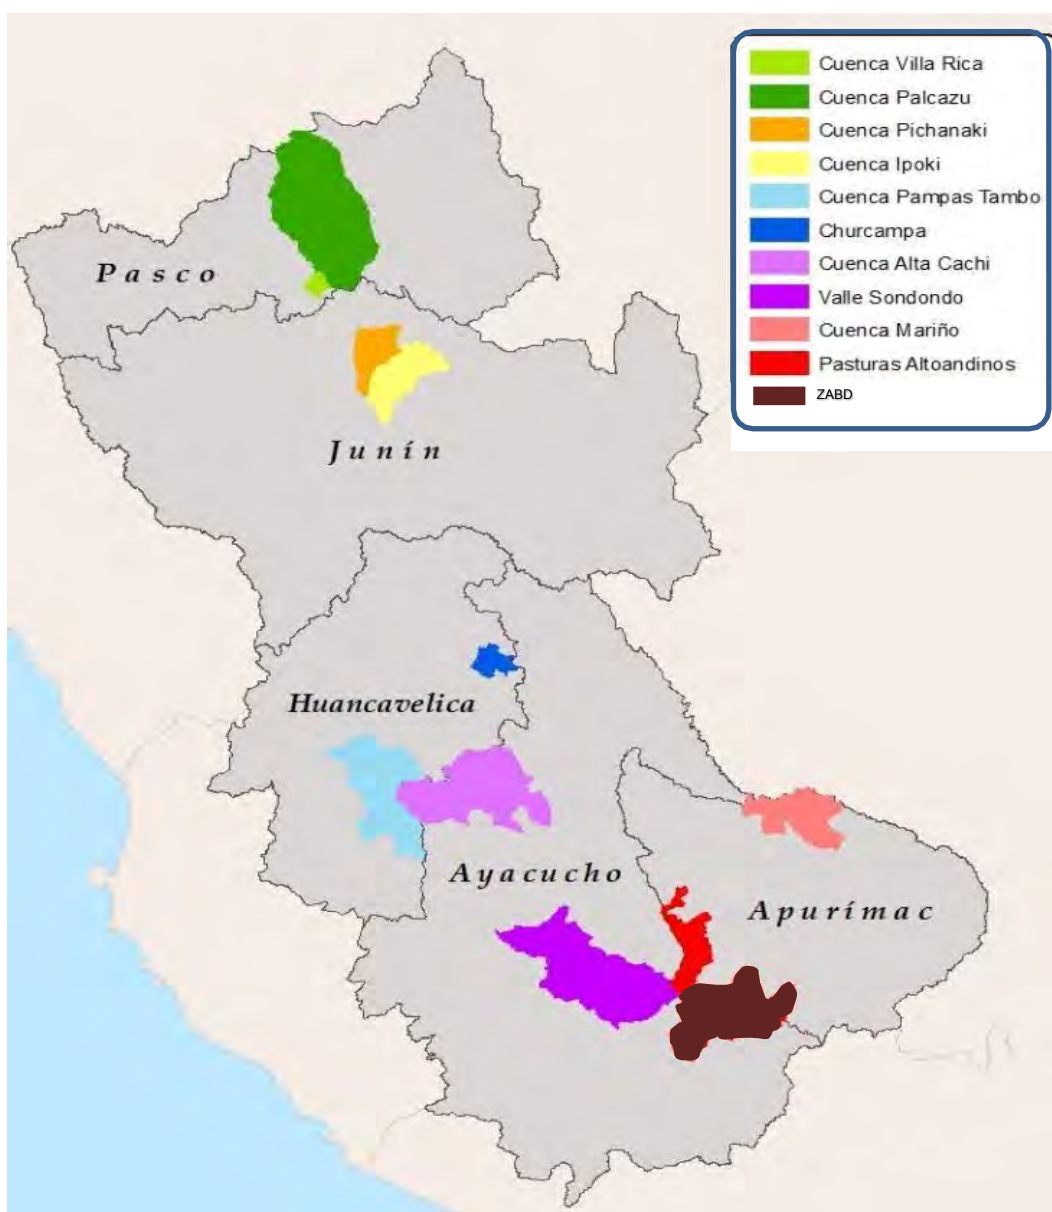 Cuenca Villa Rica
Cuenca Palcazu
Cuenca Pichanaki
Cuenca Ipoki
Cuenca Pampas Tambo
Churcampa
Cuenca Alta Cachi
Valle Sondondo
Cuenca Mariño
Pasturas Altoandinos
ZABD
Pasco
Junín
Huancavelica
Ayacucho
Apurímac